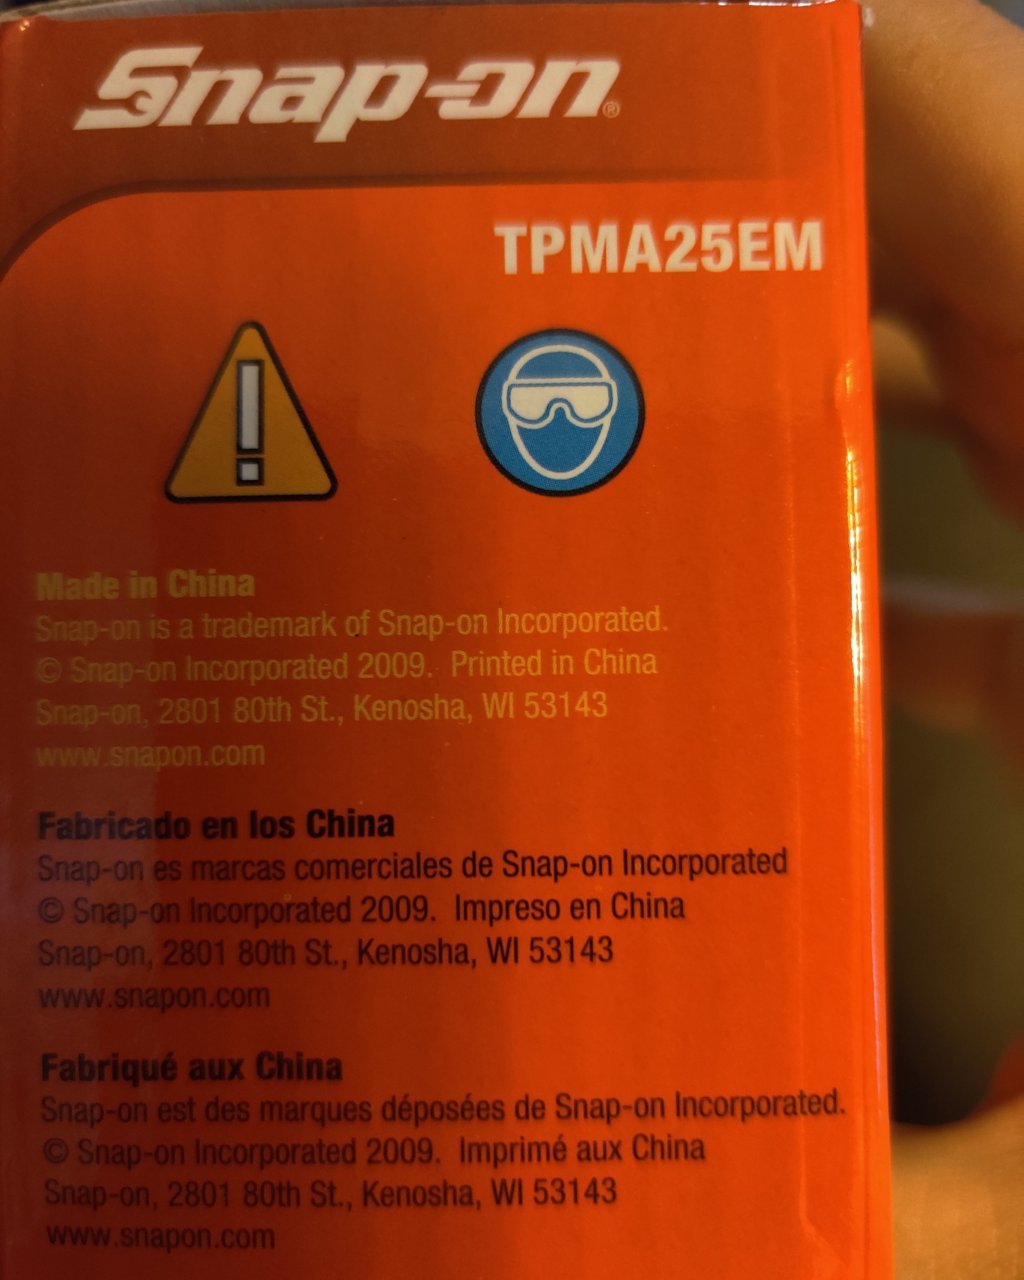 Snap-on®
TPMA25EM
Made in China
Snap-on is a trademark of Snap-on Incorporated.
© Snap-on Incorporated 2009. Printed in China
Snap-on, 2801 80th St., Kenosha, WI 53143
www.snapon.com
Fabricado en los China
Snap-on es marcas comerciales de Snap-on Incorporated
© Snap-on Incorporated 2009. Impreso en China
Snap-on, 2801 80th St., Kenosha, WI 53143
www.snapon.com
Fabriqué aux China
Snap-on est des marques déposées de Snap-on Incorporated.
© Snap-on Incorporated 2009. Imprimé aux China
Snap-on, 2801 80th St., Kenosha, WI 53143
www.snapon.com